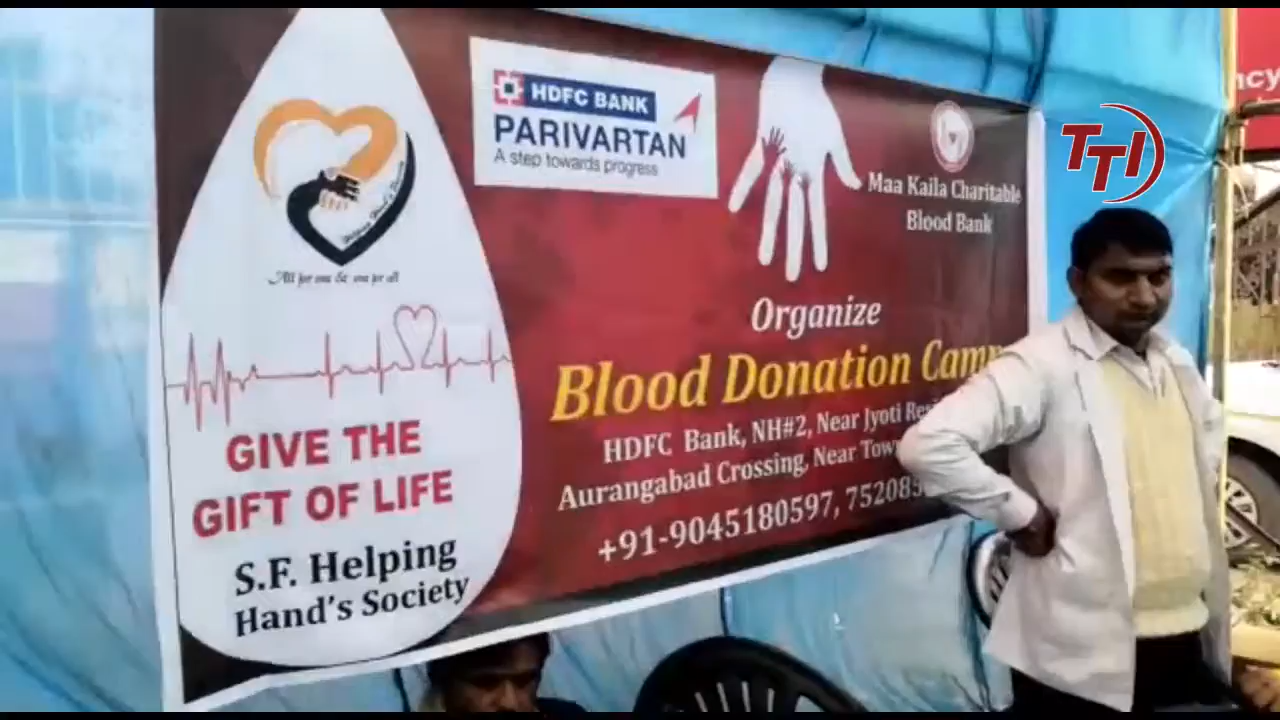 HDFC BANK
PARIVARTAN
A step towards progress
Maa Kaila Charitable
Blood Bank
All for one & one for all
Organize
Blood Donation Camp
HDFC Bank, NH#2, Near Jyoti
Aurangabad Crossing, Near
+91-9045180597, 75208
GIVE THE
GIFT OF LIFE
S.F. Helping
Hand's Society
TTI
ncy